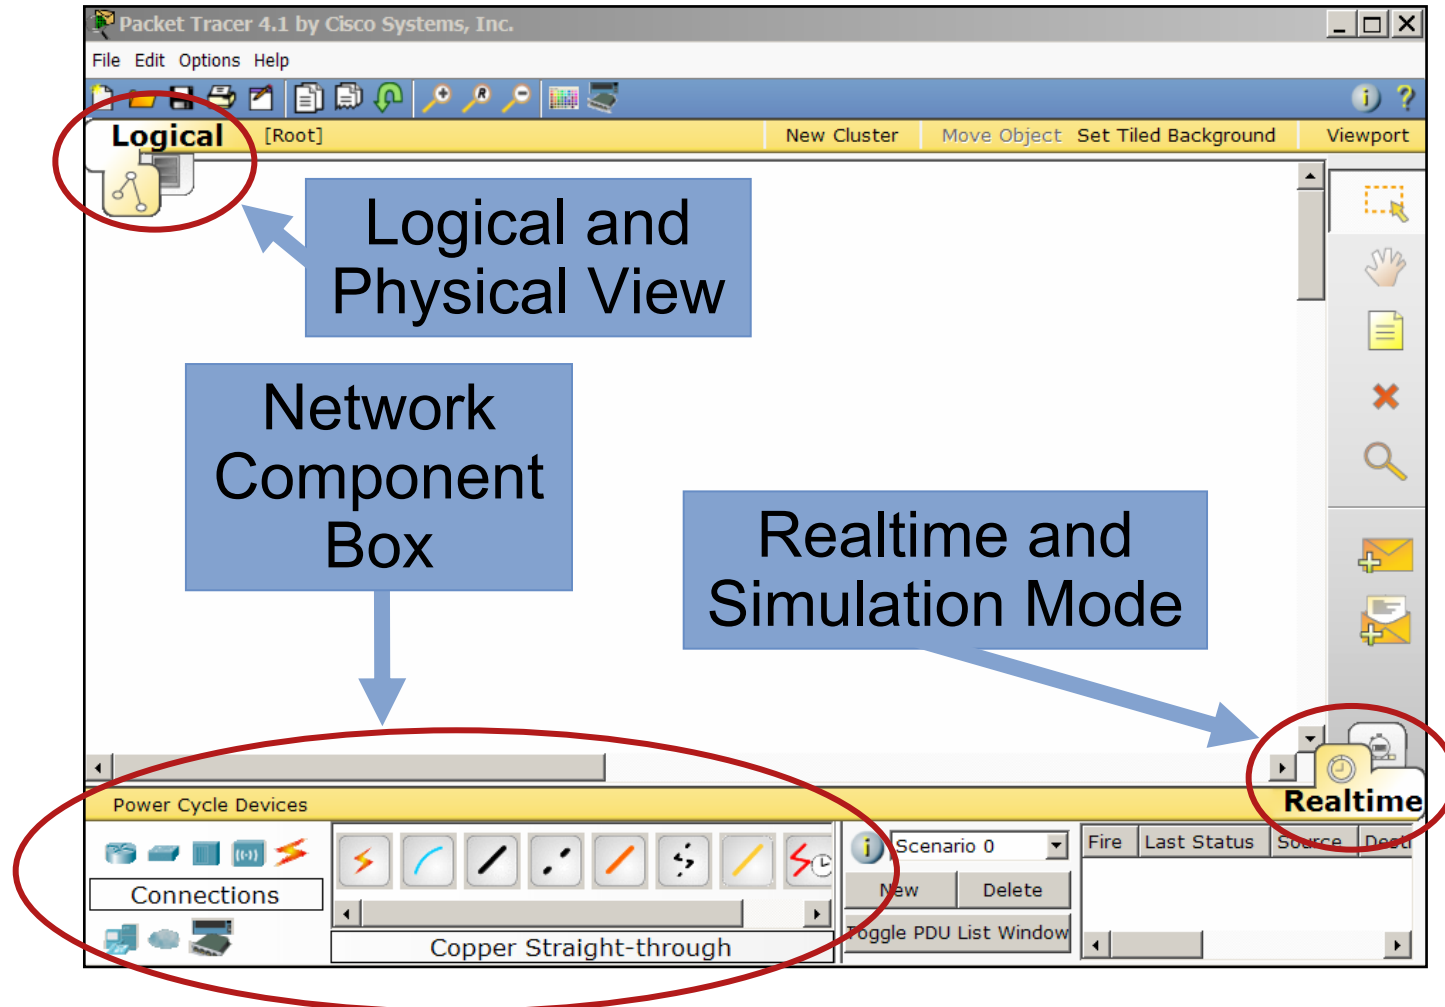 Packet Tracer 4.1 by Cisco Systems, Inc.
File Edit Options Help
Logical [Root] New Cluster Move Object Set Tiled Background Viewport
Logical and
Physical View
Network
Component
Box
Realtime and
Simulation Mode
Power Cycle Devices
Realtime
Connections
Copper Straight-through
Scenario 0
New Delete
Toggle PDU List Window
Fire Last Status Source Desti